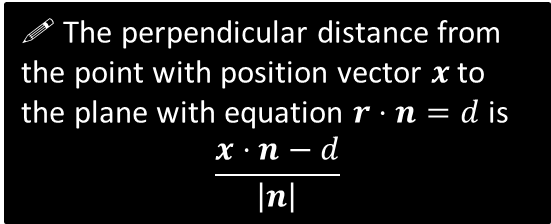 The perpendicular distance from
the point with position vector x to
the plane with equation r · n = d is
x · n − d
|n|